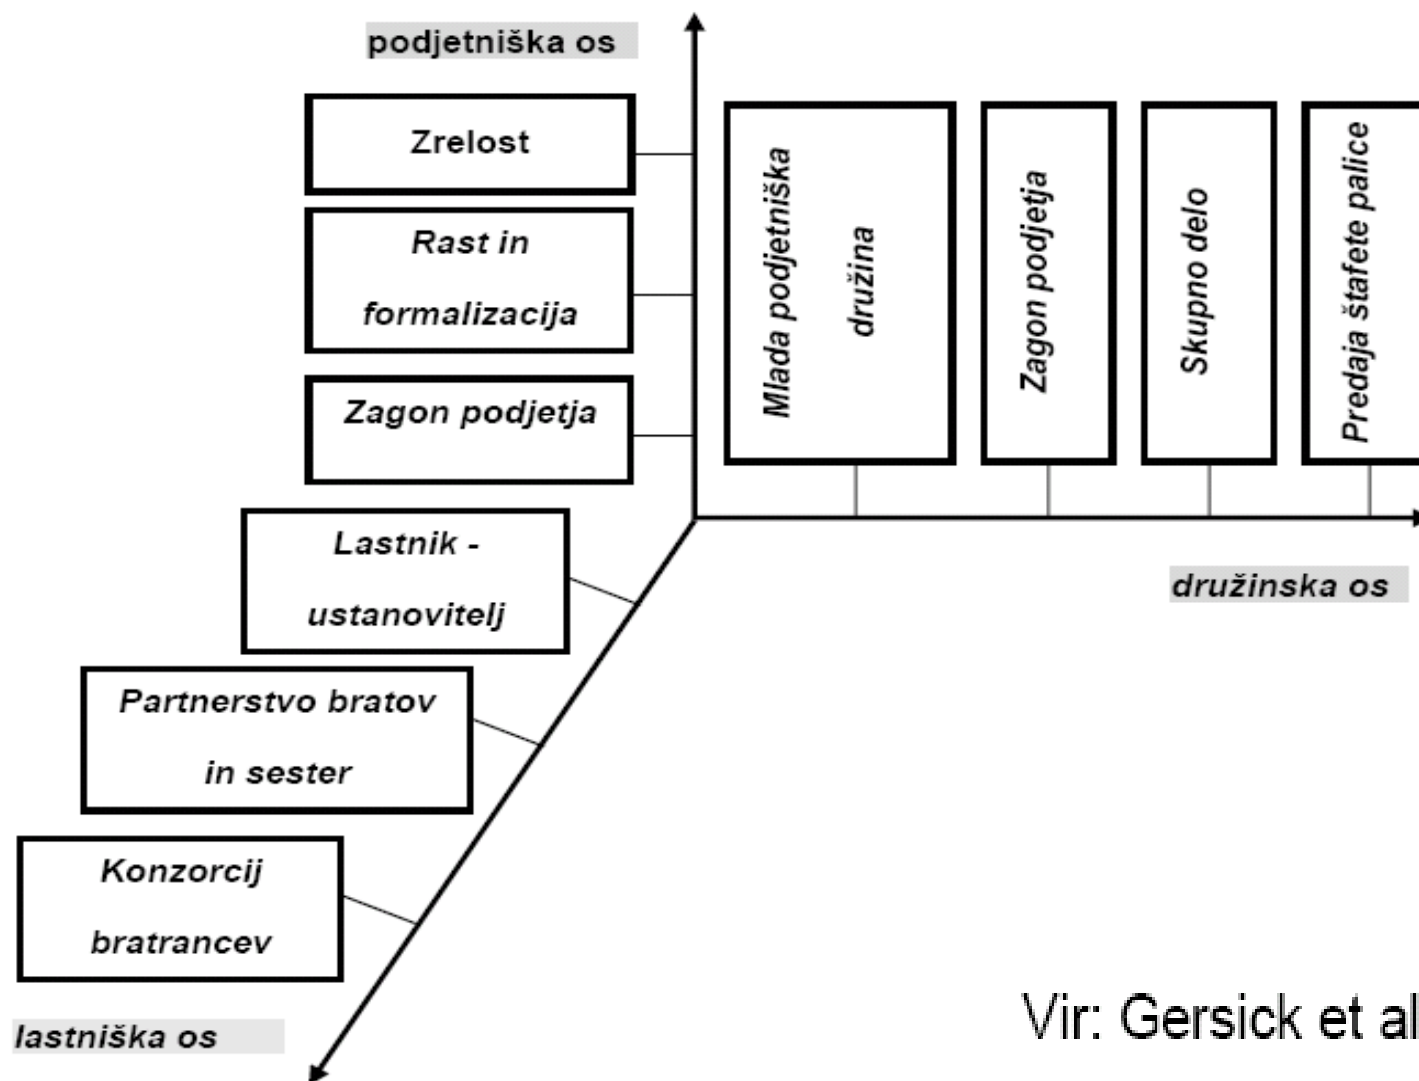 podjetniška os
Zrelost
Rast in
formalizacija
Zagon podjetja
Lastnik -
ustanovitelj
Partnerstvo bratov
in sester
Konzorcij
bratrancev
lastniška os
Mlada podjetniška
družina
Zagon podjetja
Skupno delo
Predaja štafete palice
družinska os
Vir: Gersick et al